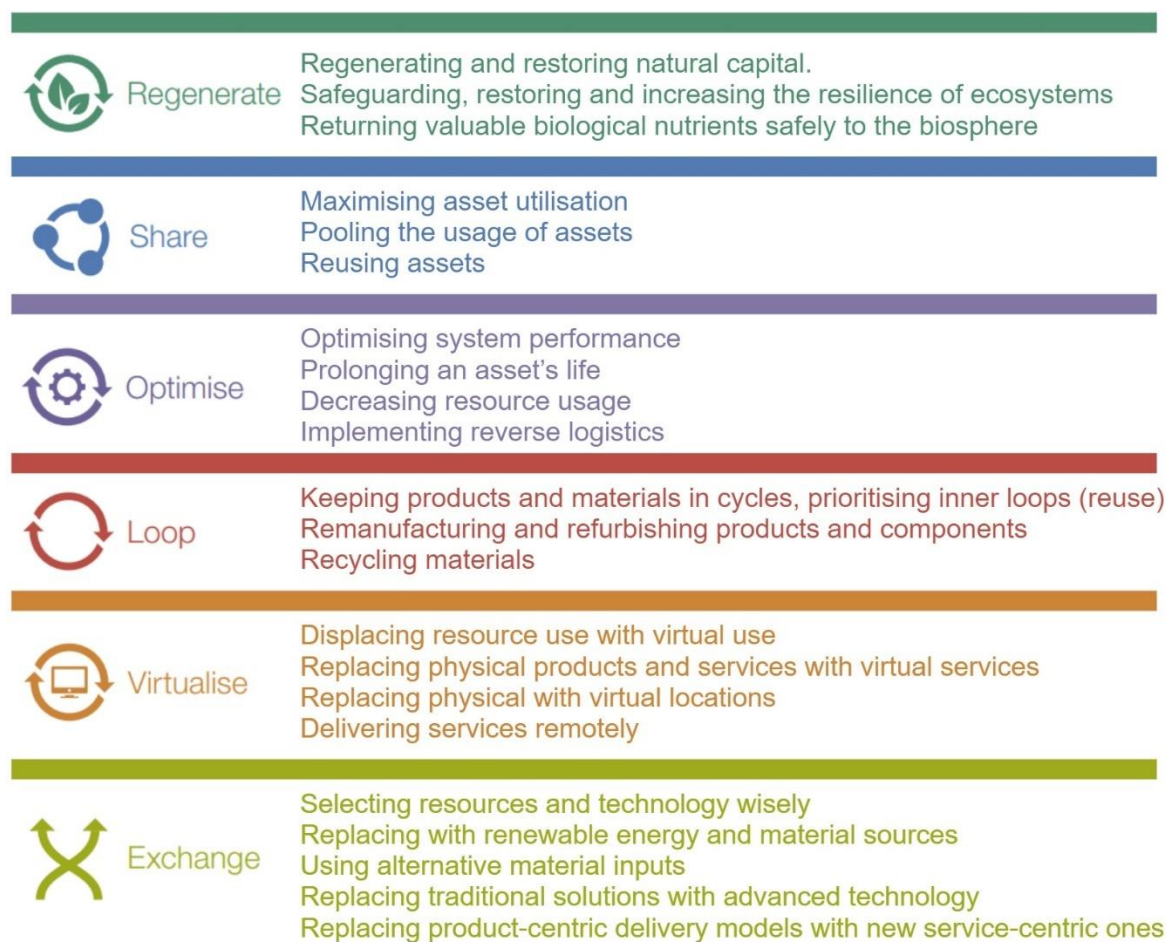 Regenerate
Regenerating and restoring natural capital.
Safeguarding, restoring and increasing the resilience of ecosystems
Returning valuable biological nutrients safely to the biosphere
Share
Maximising asset utilisation
Pooling the usage of assets
Reusing assets
Optimise
Optimising system performance
Prolonging an asset’s life
Decreasing resource usage
Implementing reverse logistics
Loop
Keeping products and materials in cycles, prioritising inner loops (reuse)
Remanufacturing and refurbishing products and components
Recycling materials
Virtualise
Displacing resource use with virtual use
Replacing physical products and services with virtual services
Replacing physical with virtual locations
Delivering services remotely
Exchange
Selecting resources and technology wisely
Replacing with renewable energy and material sources
Using alternative material inputs
Replacing traditional solutions with advanced technology
Replacing product-centric delivery models with new service-centric ones